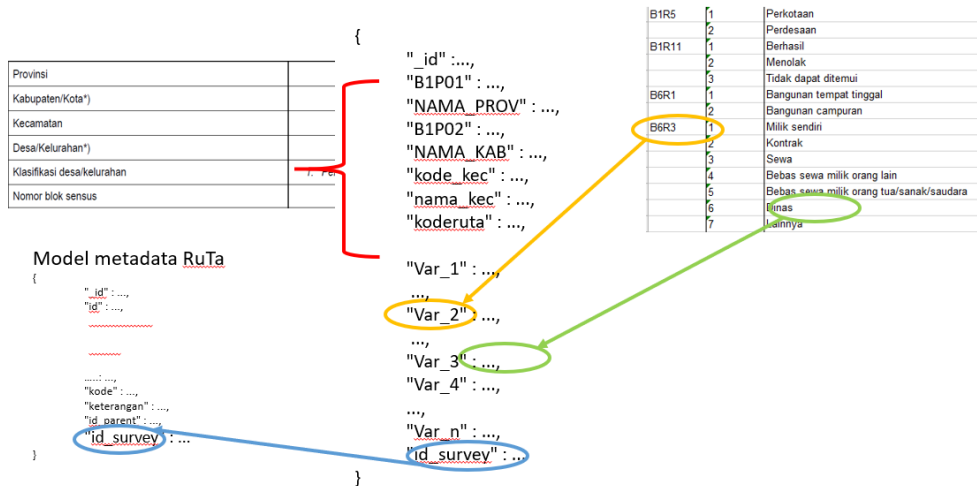 Provinsi
Kabupaten/Kota*)
Kecamatan
Desa/Kelurahan*)
Klasifikasi desa/kelurahan 1.
Nomor blok sensus
Model metadata RuTa
{
"_id" : ...,
"id" : ...,
.....: ...,
"kode" : ...,
"keterangan" : ...,
"id_parent" : ...,
"id_survey" : ...
}
{
"_id" :...,
"B1P01" : ...,
"NAMA_PROV" : ...,
"B1P02" : ...,
"NAMA_KAB" : ...,
"kode_kec" : ...,
"nama_kec" : ...,
"koderuta" : ...,
"Var_1" : ...,
...,
"Var_2" : ...,
...,
"Var_3" : ...,
"Var_4" : ...,
...,
"Var_n" : ...,
"id_survey" : ...
}
B1R5 1 Perkotaan
2 Perdesaan
B1R11 1 Berhasil
2 Menolak
3 Tidak dapat ditemui
B6R1 1 Bangunan tempat tinggal
2 Bangunan campuran
B6R3 1 Milik sendiri
2 Kontrak
3 Sewa
4 Bebas sewa milik orang lain
5 Bebas sewa milik orang tua/sanak/saudara
6 Dinas
7 Lainnya